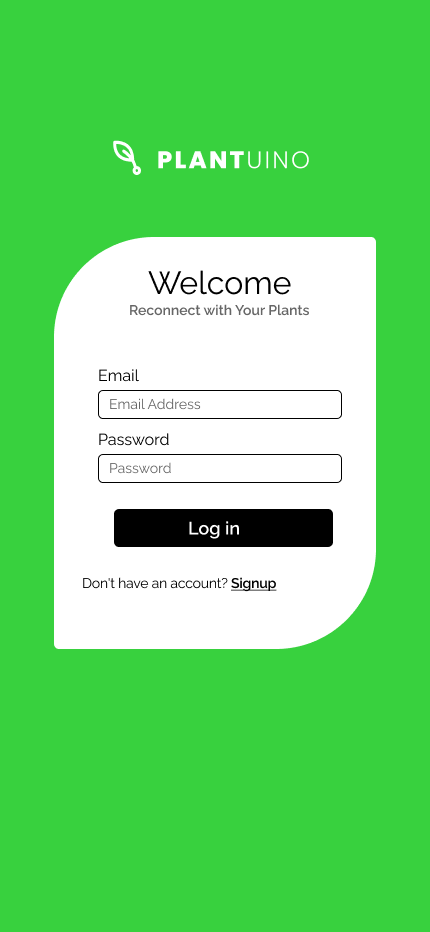 PLANTUINO
Welcome
Reconnect with Your Plants
Email
Email Address
Password
Password
Log in
Don't have an account? Signup